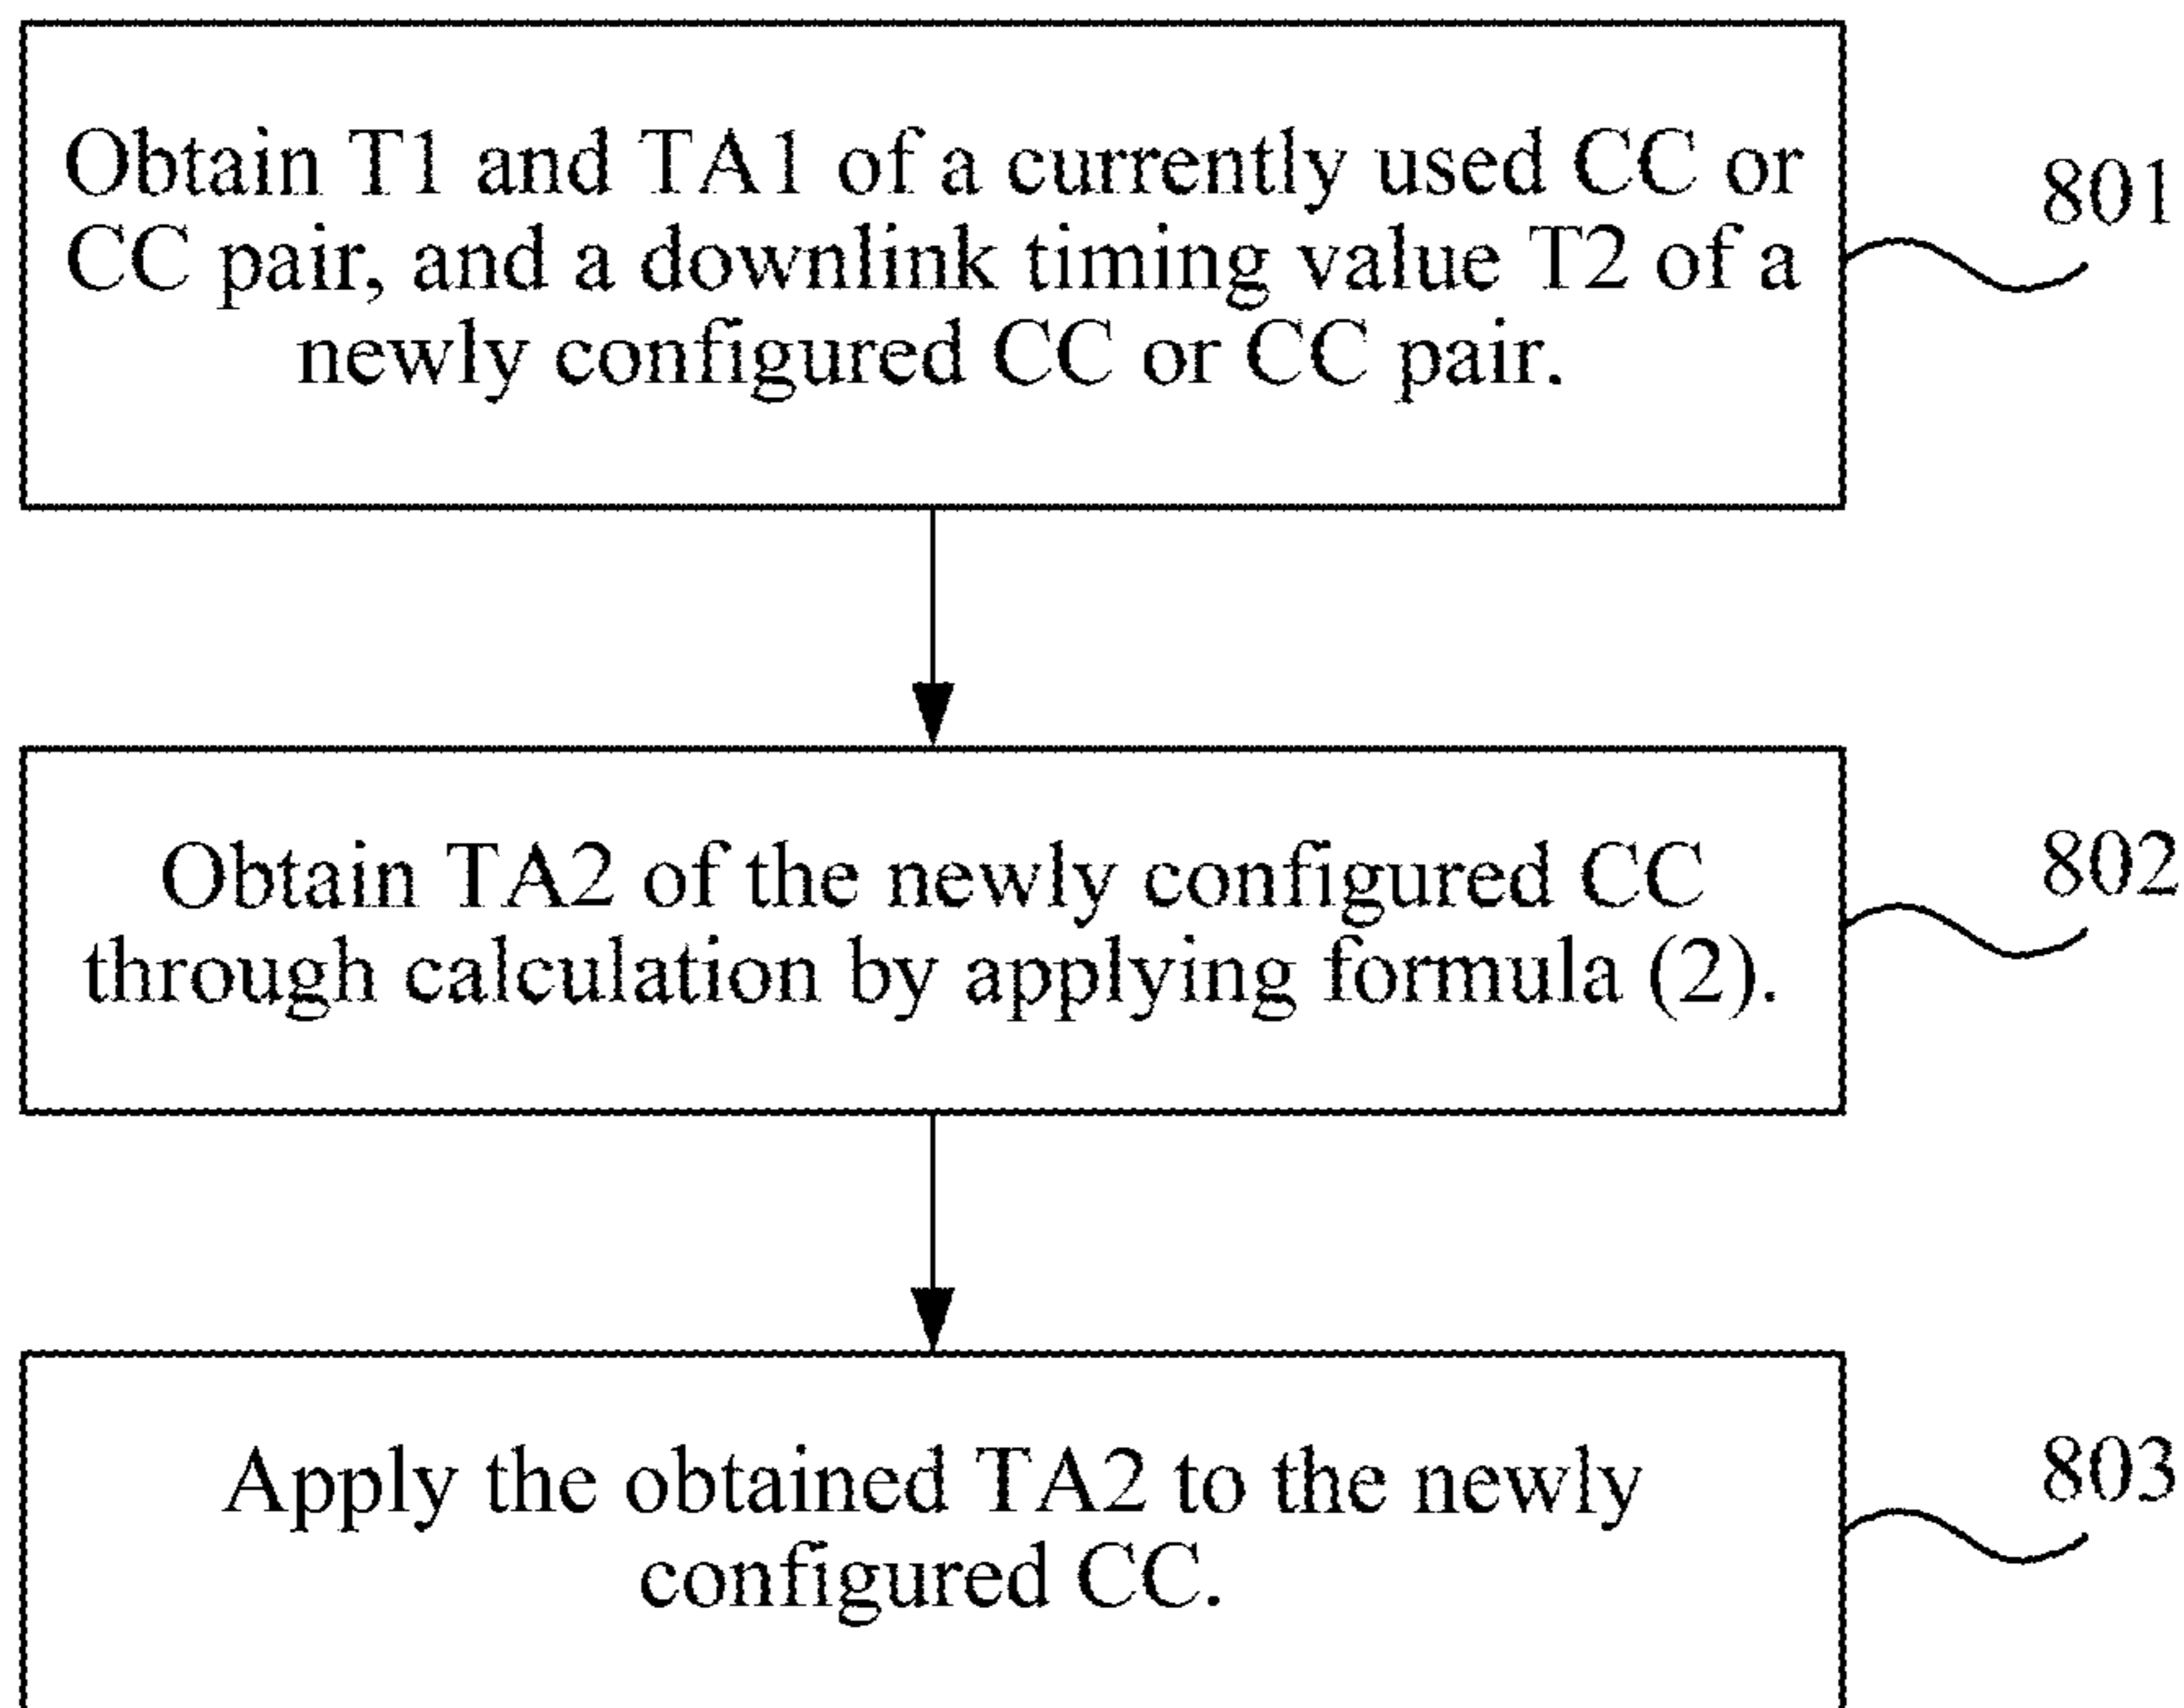 Obtain T1 and TA1 of a currently used CC or
CC pair, and a downlink timing value T2 of a
newly configured CC or CC pair.
801
Obtain TA2 of the newly configured CC
through calculation by applying formula (2).
802
Apply the obtained TA2 to the newly
configured CC.
803